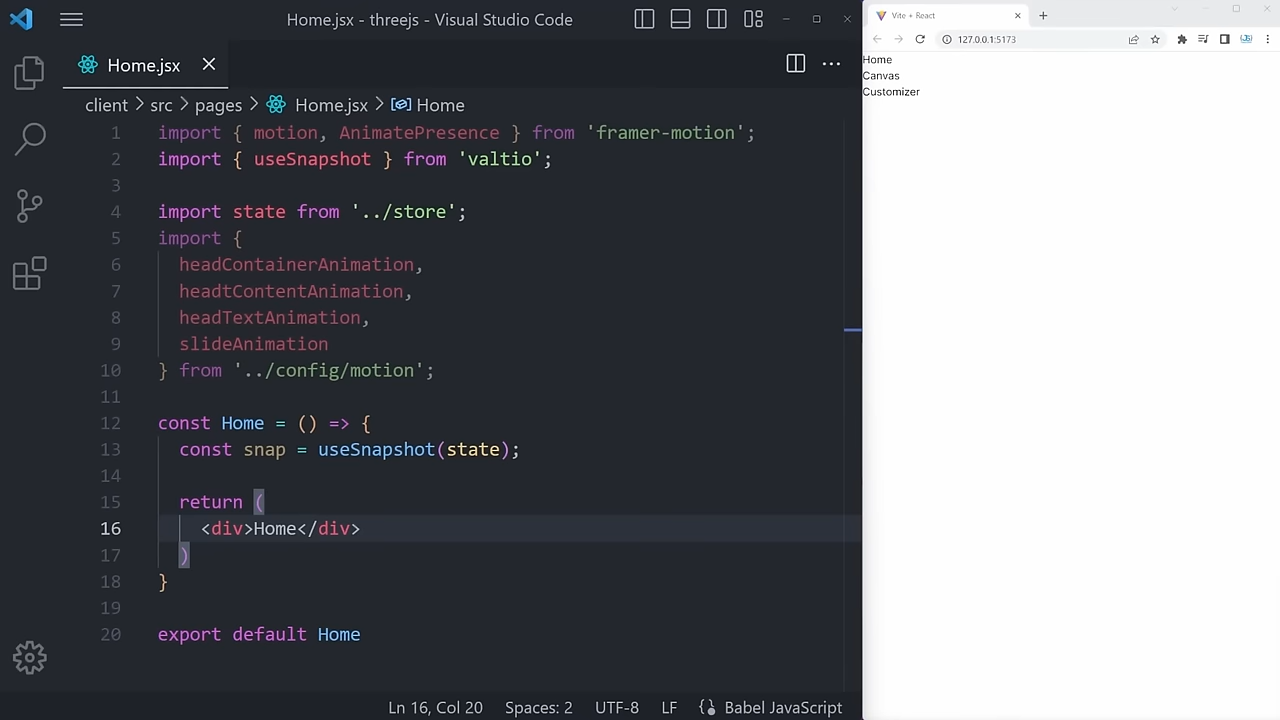 Home.jsx - threejs - Visual Studio Code
Home.jsx
client > src > pages > Home.jsx > Home
1 import { motion, AnimatePresence } from 'framer-motion';
2 import { useSnapshot } from 'valtio';
3
4 import state from '../store';
5 import {
6 headContainerAnimation,
7 headtContentAnimation,
8 headTextAnimation,
9 slideAnimation
10 } from '../config/motion';
11
12 const Home = () => {
13 const snap = useSnapshot(state);
14
15 return (
16 <div>Home</div>
17 )
18 }
19
20 export default Home
Ln 16, Col 20 Spaces: 2 UTF-8 LF Babel JavaScript
Vite + React
127.0.0.1:5173
Home
Canvas
Customizer